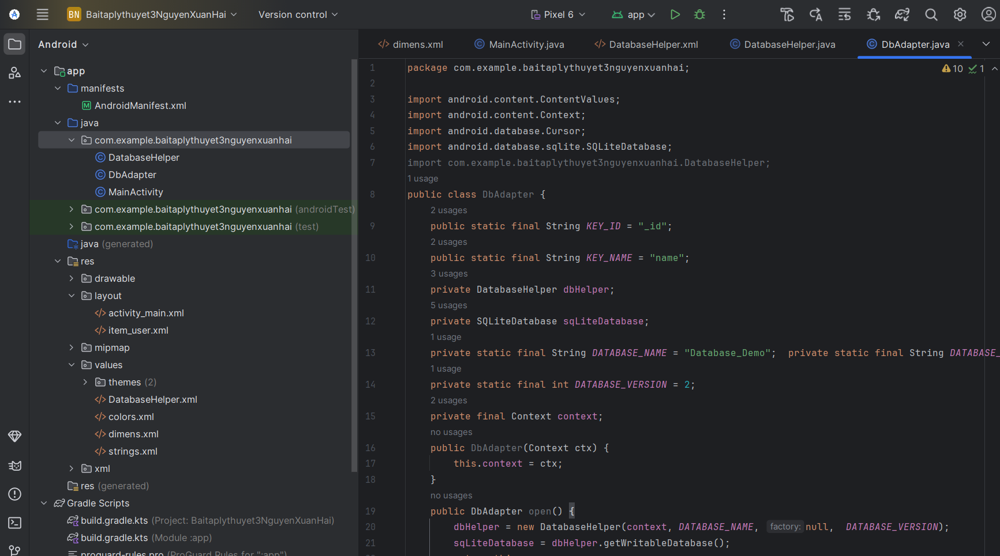 BN Baitaplythuyet3NguyenXuanHai Version control Pixel 6 app
Android
app
manifests
AndroidManifest.xml
java
com.example.baitaplythuyet3nguyenxuanhai
DatabaseHelper
DbAdapter
MainActivity
com.example.baitaplythuyet3nguyenxuanhai (androidTest)
com.example.baitaplythuyet3nguyenxuanhai (test)
java (generated)
res
drawable
layout
activity_main.xml
item_user.xml
mipmap
values
themes (2)
DatabaseHelper.xml
colors.xml
dimens.xml
strings.xml
xml
res (generated)
Gradle Scripts
build.gradle.kts (Project: Baitaplythuyet3NguyenXuanHai)
build.gradle.kts (Module :app)
proguard-rules.pro (ProGuard Rules for ":app")
dimens.xml MainActivity.java DatabaseHelper.xml DatabaseHelper.java DbAdapter.java
10 1
1 package com.example.baitaplythuyet3nguyenxuanhai;
2
3 import android.content.ContentValues;
4 import android.content.Context;
5 import android.database.Cursor;
6 import android.database.sqlite.SQLiteDatabase;
7 import com.example.baitaplythuyet3nguyenxuanhai.DatabaseHelper;
1 usage
8 public class DbAdapter {
2 usages
9 public static final String KEY_ID = "_id";
2 usages
10 public static final String KEY_NAME = "name";
3 usages
11 private DatabaseHelper dbHelper;
5 usages
12 private SQLiteDatabase sqLiteDatabase;
1 usage
13 private static final String DATABASE_NAME = "Database_Demo"; private static final String DATABASE_
1 usage
14 private static final int DATABASE_VERSION = 2;
2 usages
15 private final Context context;
no usages
16 public DbAdapter(Context ctx) {
17 this.context = ctx;
18 }
no usages
19 public DbAdapter open() {
20 dbHelper = new DatabaseHelper(context, DATABASE_NAME, factory: null, DATABASE_VERSION);
21 sqLiteDatabase = dbHelper.getWritableDatabase();